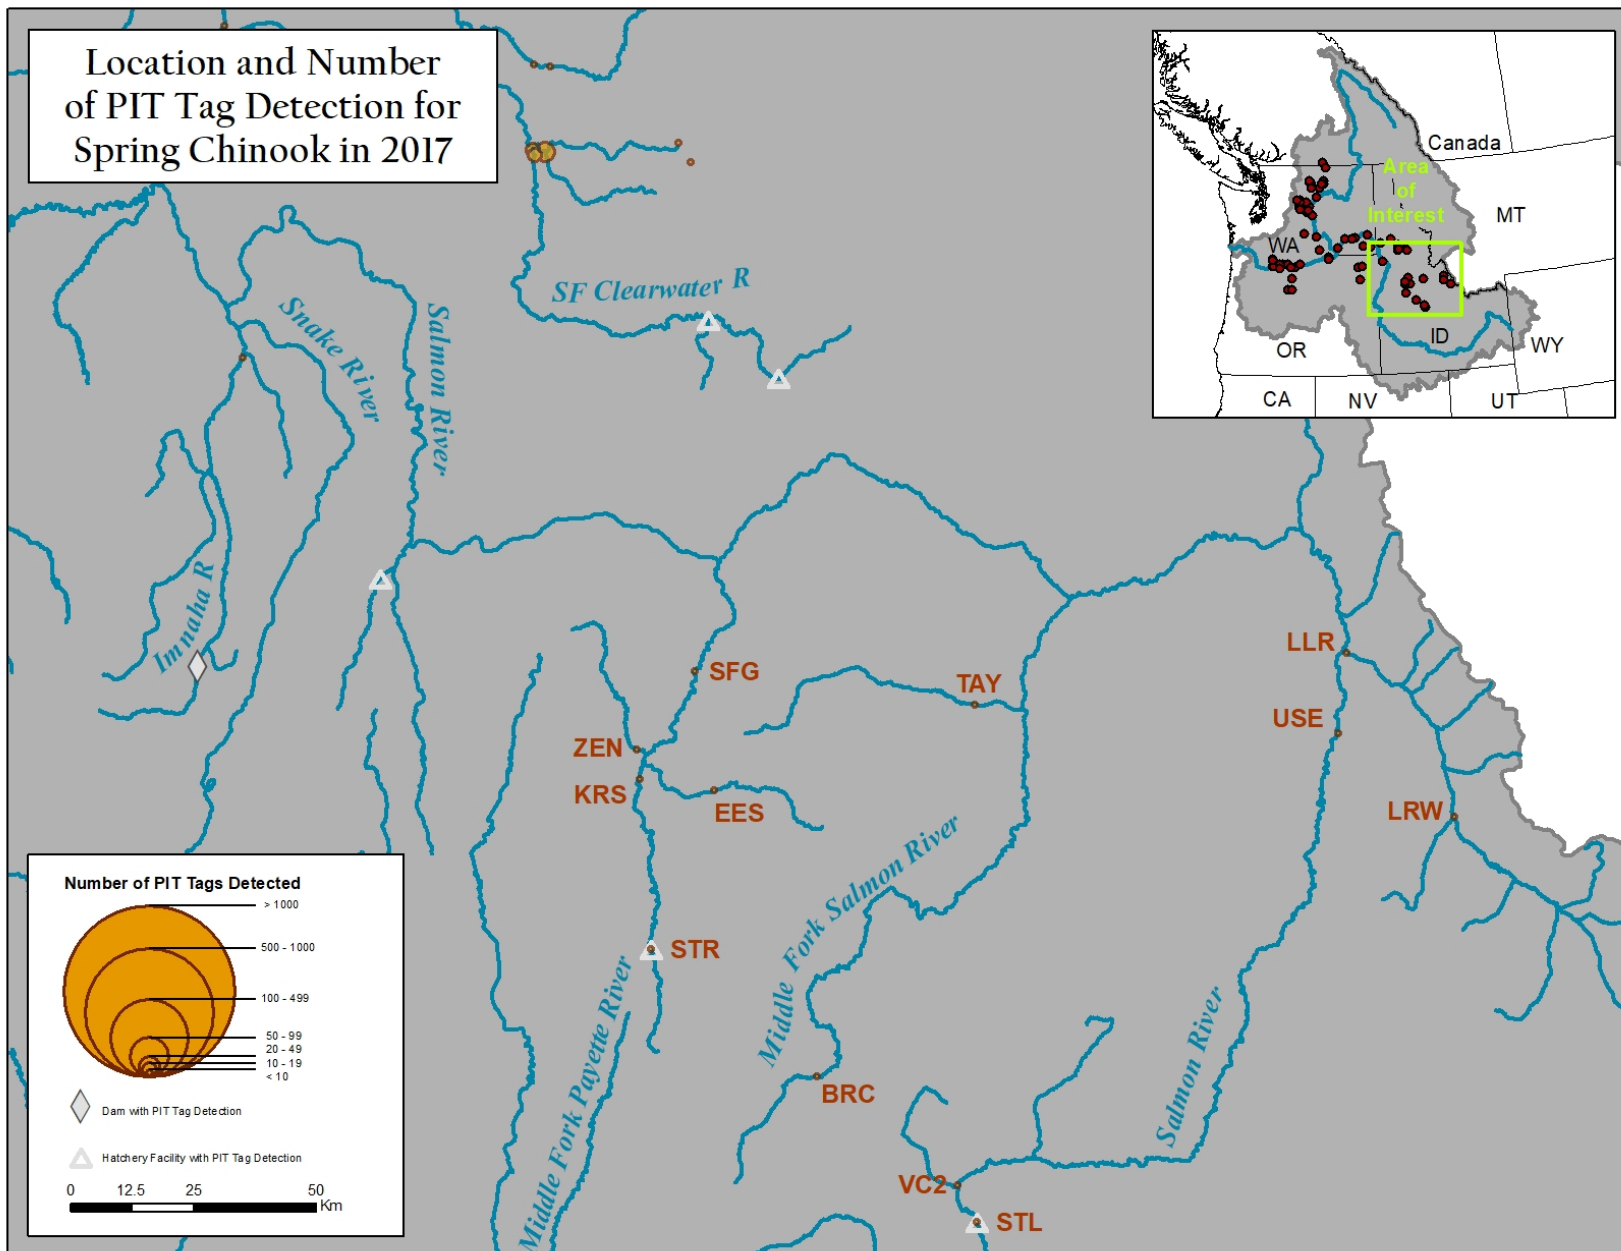 Location and Number
of PIT Tag Detection for
Spring Chinook in 2017
Canada
Area
of
Interest
MT
WA
OR
ID
WY
CA
NV
UT
SF Clearwater R
Snake River
Salmon River
Imnaha R
SFG
TAY
LLR
USE
ZEN
KRS
EES
LRW
Middle Fork Salmon River
STR
Middle Fork Payette River
BRC
Salmon River
VC2
STL
Number of PIT Tags Detected
> 1000
500 - 1000
100 - 499
50 - 99
20 - 49
10 - 19
< 10
Dam with PIT Tag Detection
Hatchery Facility with PIT Tag Detection
0 12.5 25 50
Km